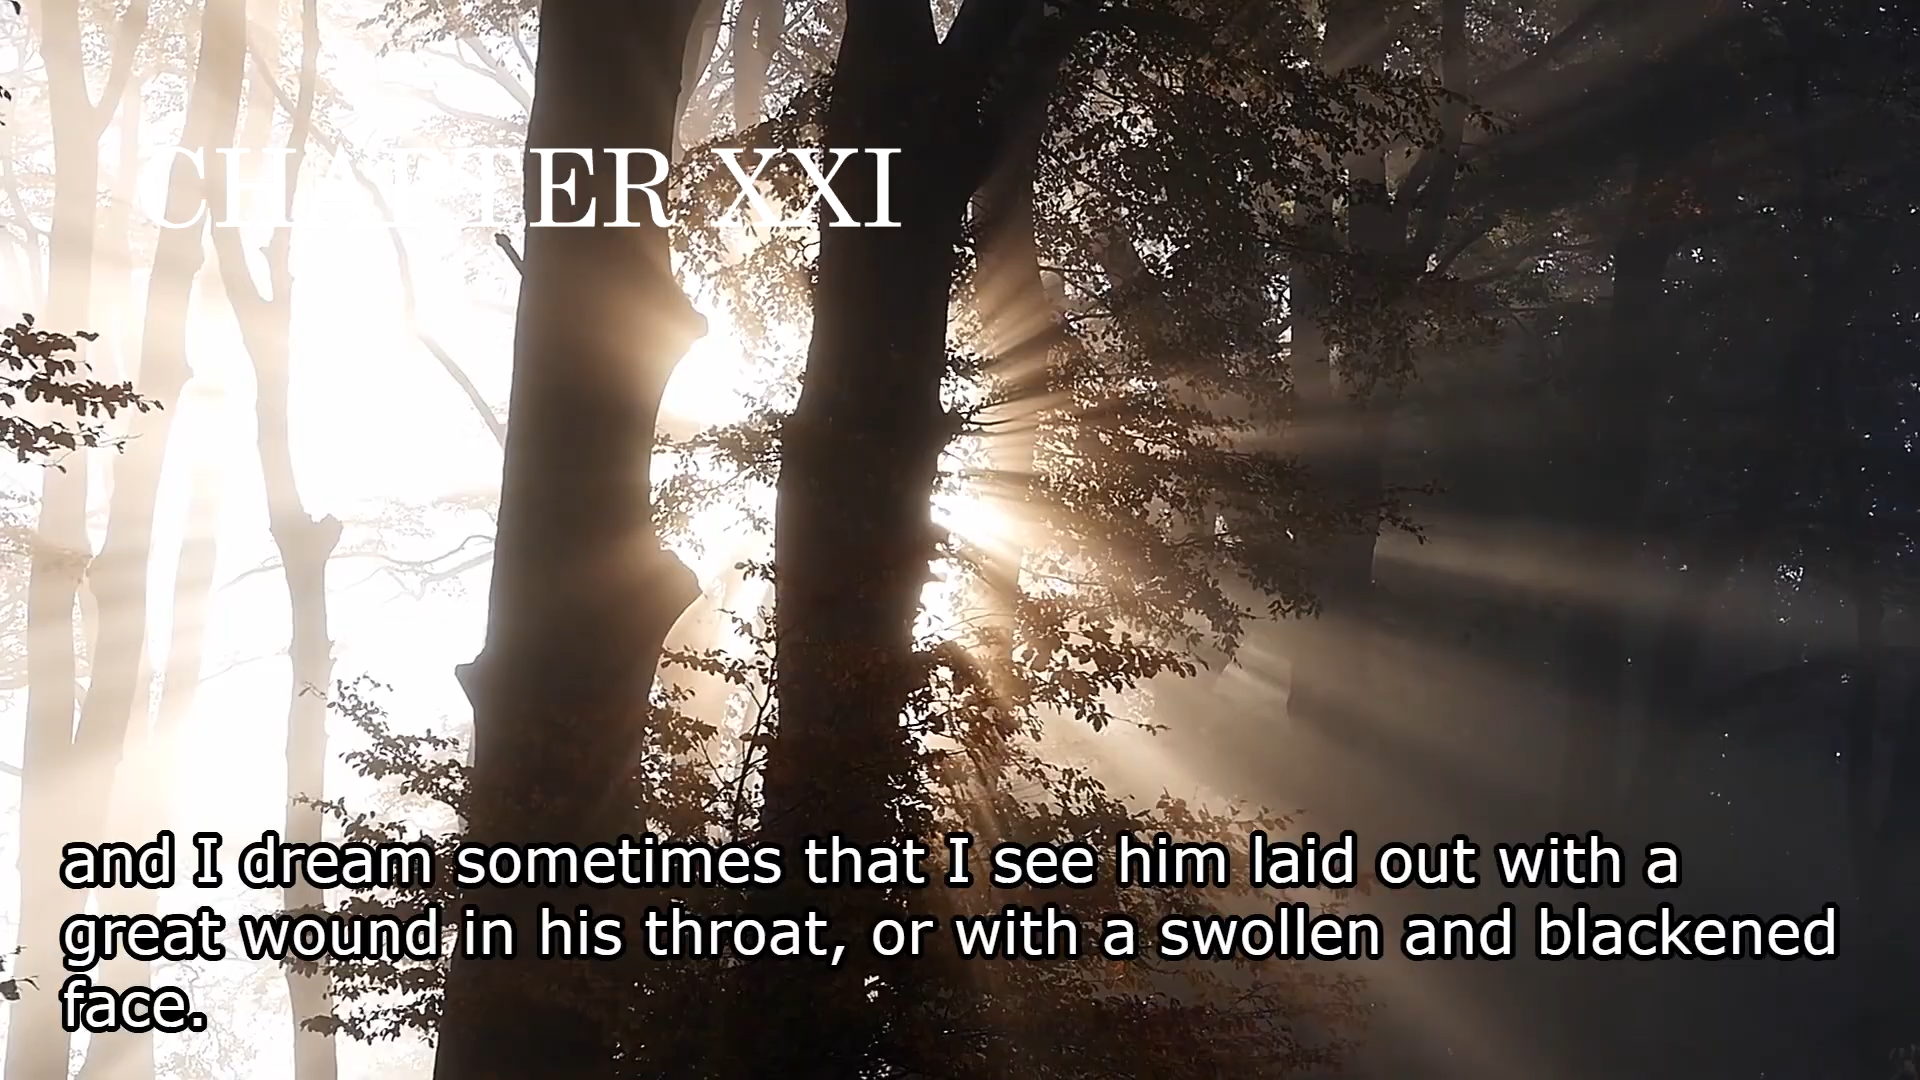 CHAPTER XXI
and I dream sometimes that I see him laid out with a
great wound in his throat, or with a swollen and blackened
face.